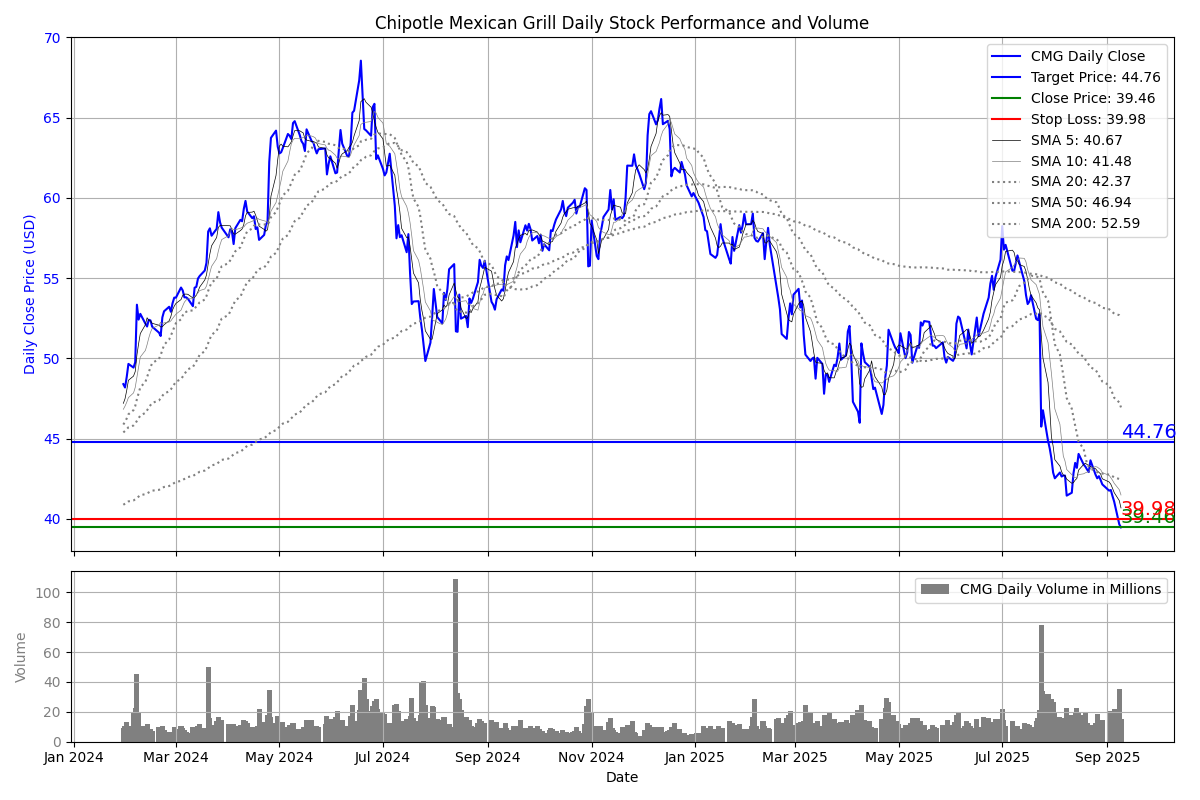 Chipotle Mexican Grill Daily Stock Performance and Volume
Daily Close Price (USD)
70
65
60
55
50
45
40
CMG Daily Close
Target Price: 44.76
Close Price: 39.46
Stop Loss: 39.98
SMA 5: 40.67
SMA 10: 41.48
SMA 20: 42.37
SMA 50: 46.94
SMA 200: 52.59
44.76
39.98
39.46
Volume
100
80
60
40
20
0
CMG Daily Volume in Millions
Jan 2024 Mar 2024 May 2024 Jul 2024 Sep 2024 Nov 2024 Jan 2025 Mar 2025 May 2025 Jul 2025 Sep 2025
Date